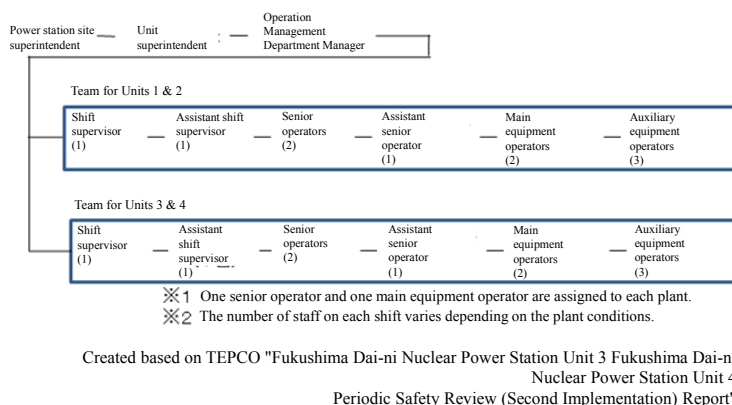 Power station site superintendent
Unit superintendent
Operation Management Department Manager
Team for Units 1 & 2
Shift supervisor (1)
Assistant shift supervisor (1)
Senior operators (2)
Assistant senior operator (1)
Main equipment operators (2)
Auxiliary equipment operators (3)
Team for Units 3 & 4
Shift supervisor (1)
Assistant shift supervisor (1)
Senior operators (2)
Assistant senior operator (1)
Main equipment operators (2)
Auxiliary equipment operators (3)
※1 One senior operator and one main equipment operator are assigned to each plant.
※2 The number of staff on each shift varies depending on the plant conditions.
Created based on TEPCO "Fukushima Dai-ni Nuclear Power Station Unit 3 Fukushima Dai-n
Nuclear Power Station Unit 4
Periodic Safety Review (Second Implementation) Report"